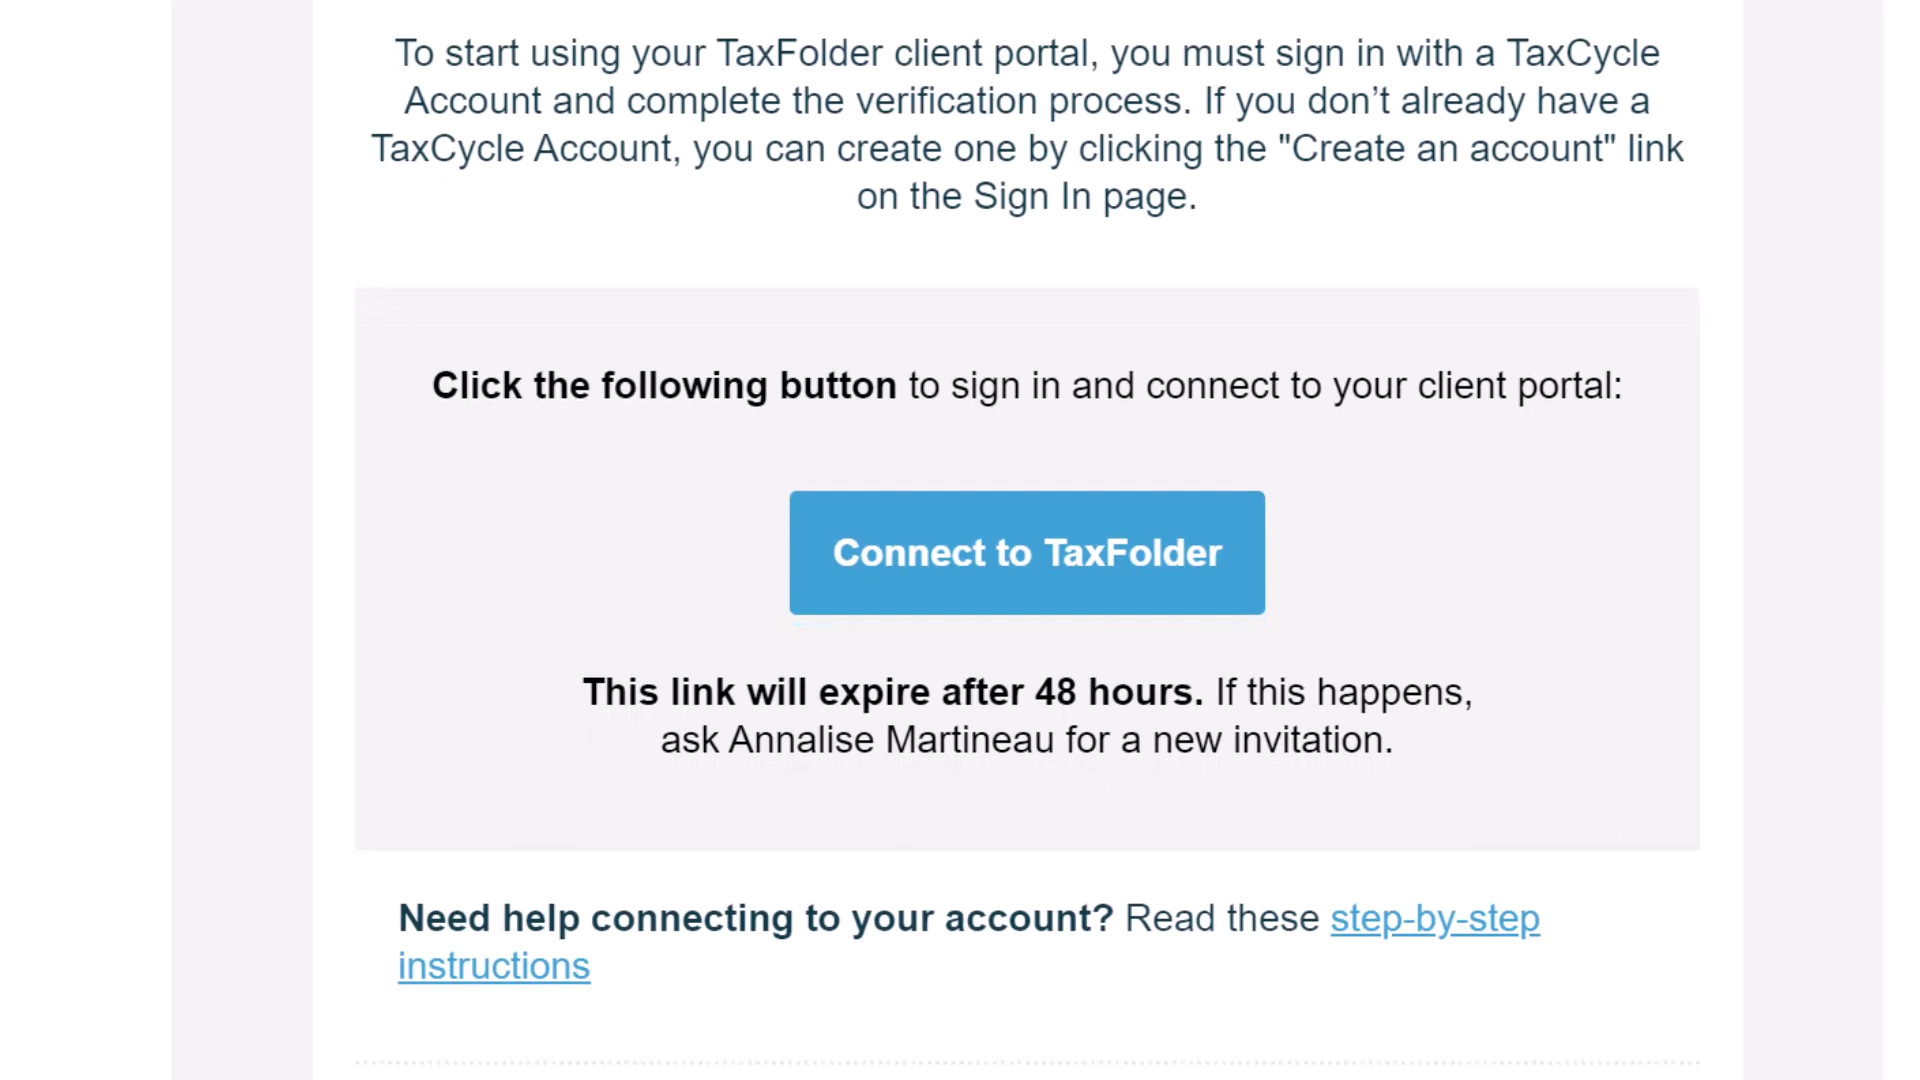 To start using your TaxFolder client portal, you must sign in with a TaxCycle
Account and complete the verification process. If you don’t already have a
TaxCycle Account, you can create one by clicking the "Create an account" link
on the Sign In page.
Click the following button to sign in and connect to your client portal:
Connect to TaxFolder
This link will expire after 48 hours. If this happens,
ask Annalise Martineau for a new invitation.
Need help connecting to your account? Read these step-by-step
instructions